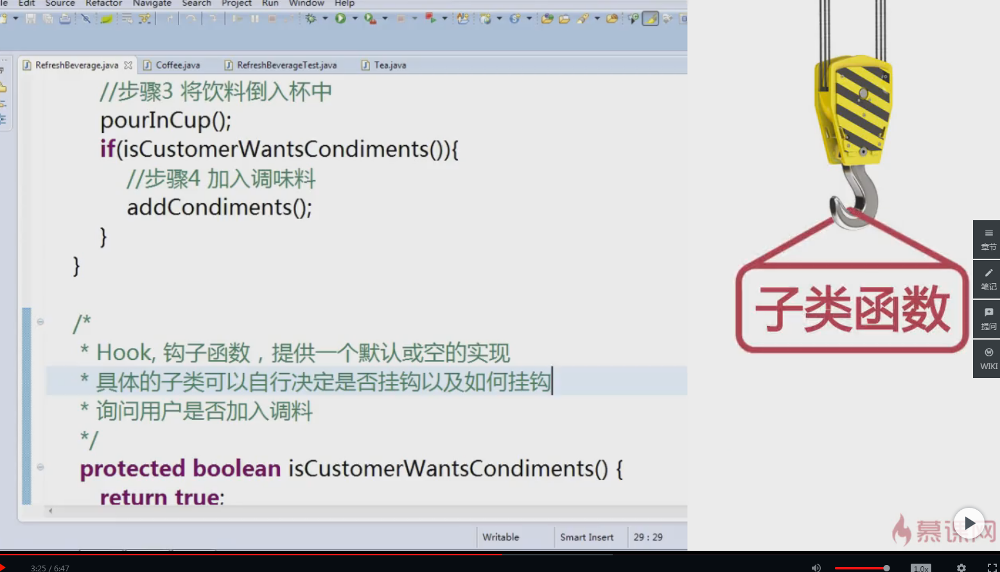 Edit Source Refactor Navigate Search Project Run Window Help
RefreshBeverage.java Coffee.java RefreshBeverageTest.java Tea.java
//步骤3 将饮料倒入杯中
pourInCup();
if(isCustomerWantsCondiments()){
//步骤4 加入调味料
addCondiments();
}
}
/*
* Hook, 钩子函数，提供一个默认或空的实现
* 具体的子类可以自行决定是否挂钩以及如何挂钩
* 询问用户是否加入调料
*/
protected boolean isCustomerWantsCondiments() {
return true;
Writable Smart Insert 29 : 29
子类函数
章节
笔记
提问
WIKI
慕课网
3:25 / 6:47
1.0x